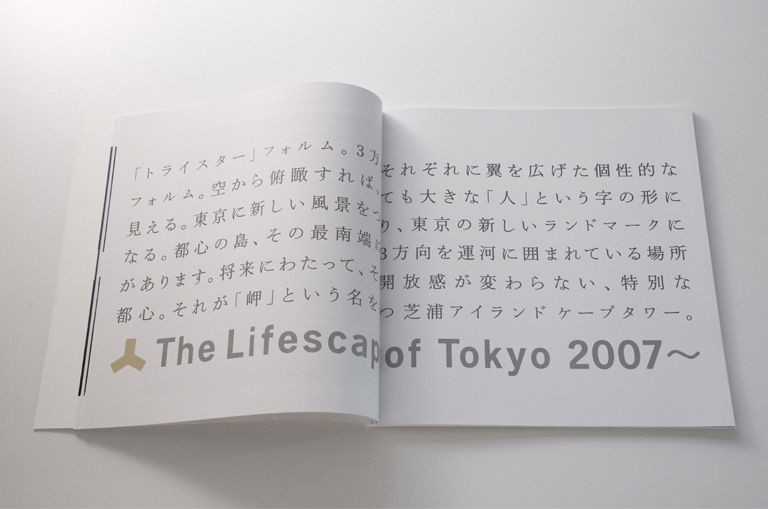 「トライスター」フォルム。3方それぞれに翼を広げた個性的な
フォルム。空から俯瞰すれば、ても大きな「人」という字の形に
見える。東京に新しい風景をつり、東京の新しいランドマークに
なる。都心の島、その最南端に3方向を運河に囲まれている場所
があります。将来にわたって、そ開放感が変わらない、特別な
都心。それが「岬」という名をつ芝浦アイランドケープタワー。
The Lifescap of Tokyo 2007〜